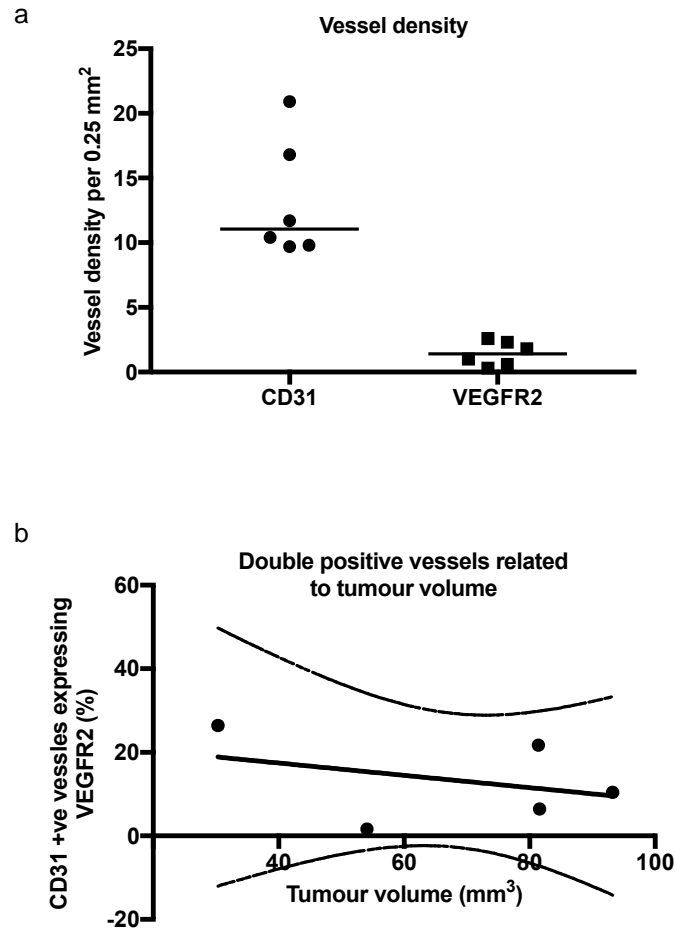 a
Vessel density
Vessel density per 0.25 mm²
25
20
15
10
5
0
CD31
VEGFR2
b
Double positive vessels related
to tumour volume
CD31 +ve vessles expressing
VEGFR2 (%)
60
40
20
0
-20
40
60
80
100
Tumour volume (mm³)